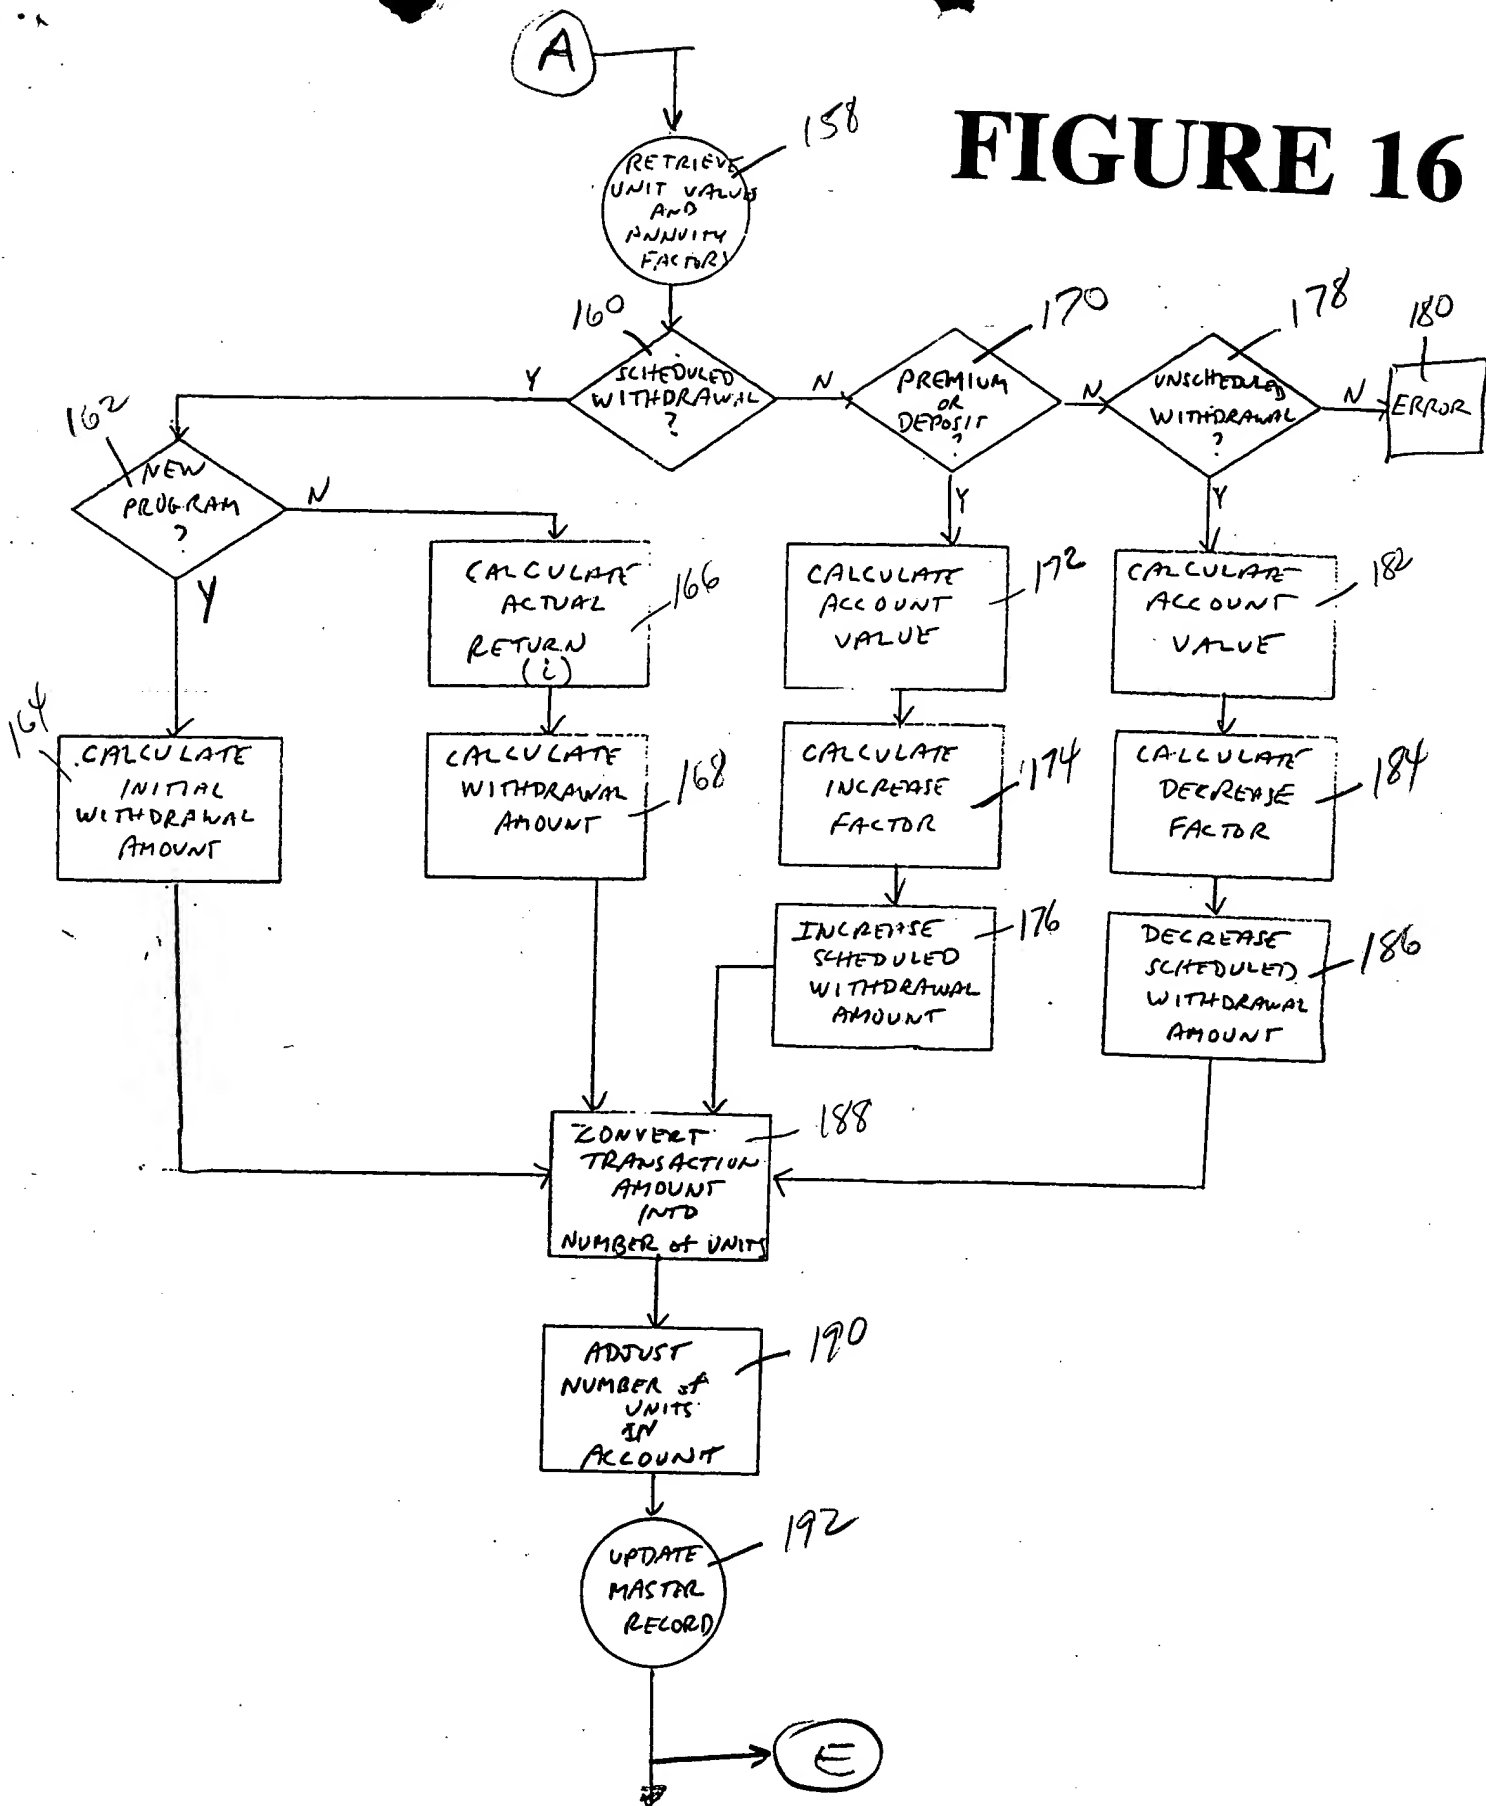 A
FIGURE 16
158
RETRIEVE
UNIT VALUES
AND
ANNUITY
FACTORS
160
SCHEDULED
WITHDRAWAL
?
Y
N
170
PREMIUM
OR
DEPOSIT
?
N
178
UNSCHEDULED
WITHDRAWAL
?
N
180
ERROR
162
NEW
PROGRAM
?
N
Y
Y
Y
CALCULATE
ACTUAL
RETURN
(i)
166
CALCULATE
ACCOUNT
VALUE
172
CALCULATE
ACCOUNT
VALUE
182
164
CALCULATE
INITIAL
WITHDRAWAL
AMOUNT
CALCULATE
WITHDRAWAL
AMOUNT
168
CALCULATE
INCREASE
FACTOR
174
CALCULATE
DECREASE
FACTOR
184
INCREASE
SCHEDULED
WITHDRAWAL
AMOUNT
176
DECREASE
SCHEDULED
WITHDRAWAL
AMOUNT
186
CONVERT
TRANSACTION
AMOUNT
INTO
NUMBER of UNITS
188
ADJUST
NUMBER of
UNITS
IN
ACCOUNT
190
UPDATE
MASTER
RECORD
192
E